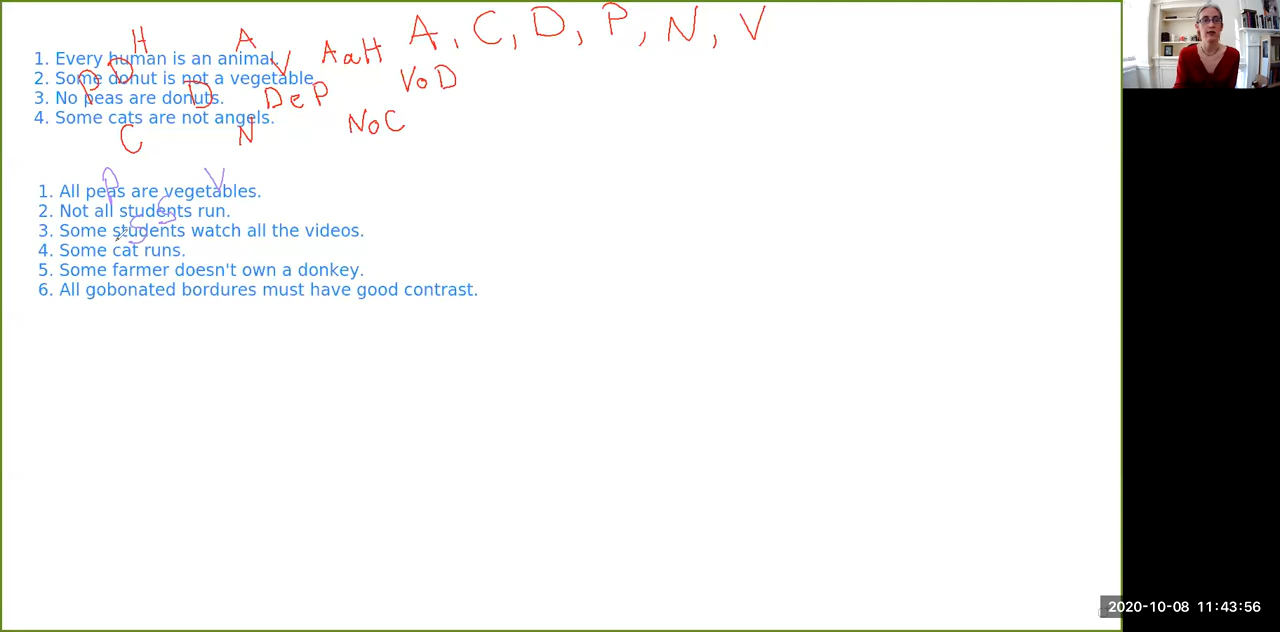 A, C, D, P, N, V
H A
1. Every human is an animal. AaH
D V
2. Some donut is not a vegetable. VoD
P D
3. No peas are donuts. DeP
4. Some cats are not angels. NoC
C N
P V
1. All peas are vegetables.
S
2. Not all students run.
S
3. Some students watch all the videos.
4. Some cat runs.
5. Some farmer doesn't own a donkey.
6. All gobonated bordures must have good contrast.
2020-10-08 11:43:56